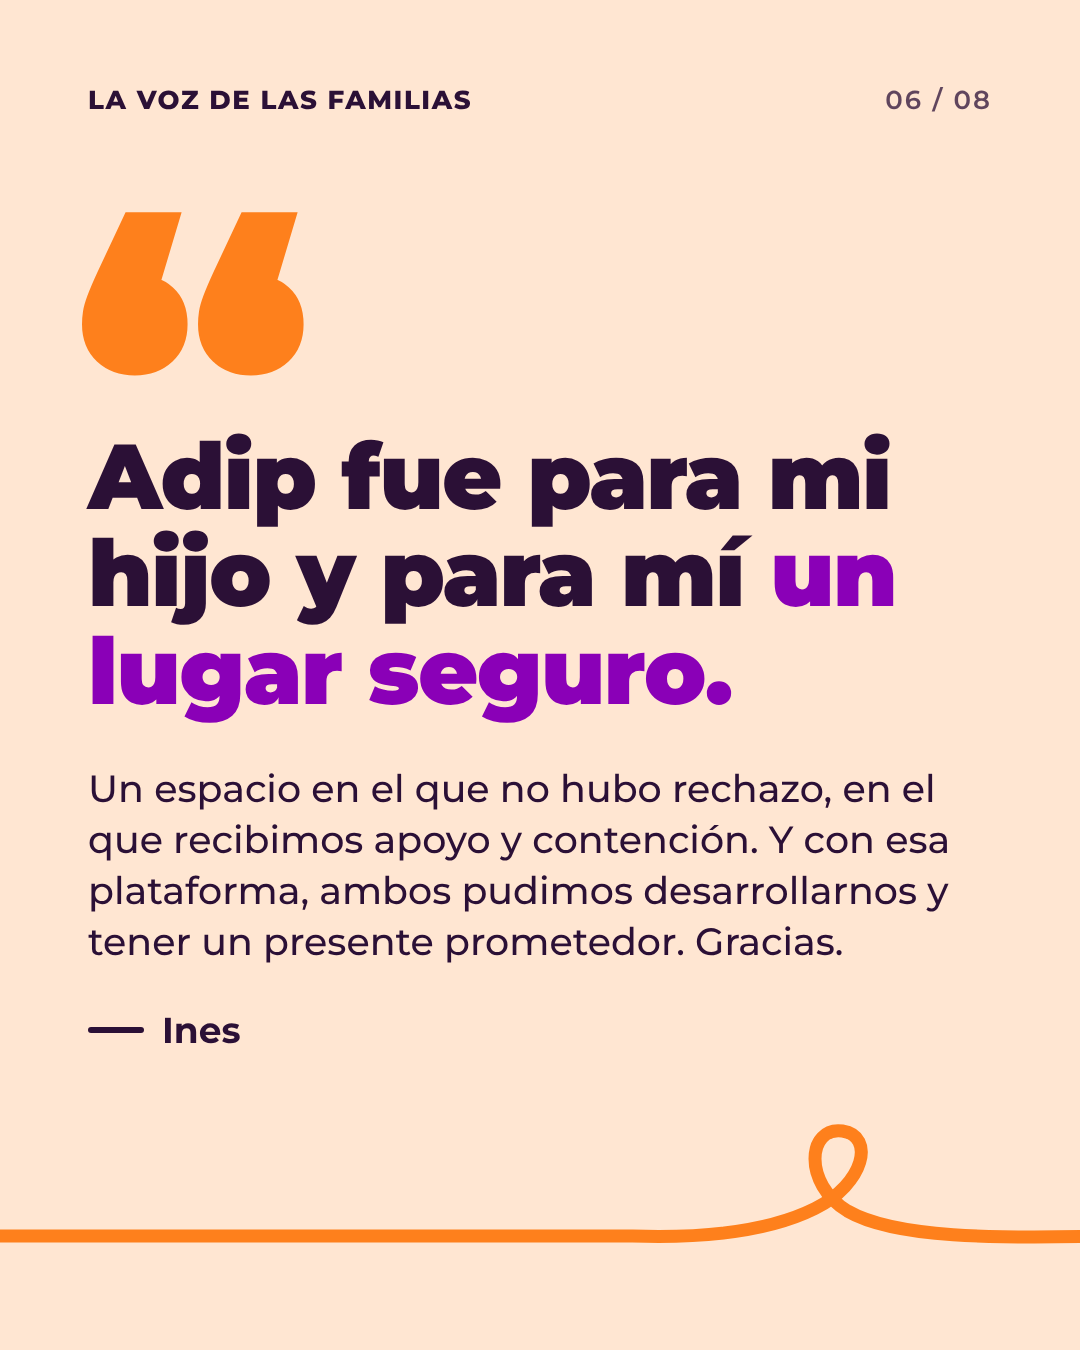 LA VOZ DE LAS FAMILIAS
06 / 08
“
Adip fue para mi
hijo y para mí un
lugar seguro.
Un espacio en el que no hubo rechazo, en el
que recibimos apoyo y contención. Y con esa
plataforma, ambos pudimos desarrollarnos y
tener un presente prometedor. Gracias.
— Ines